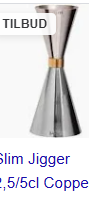 TILBUD
Slim Jigger
2,5/5cl Coppe